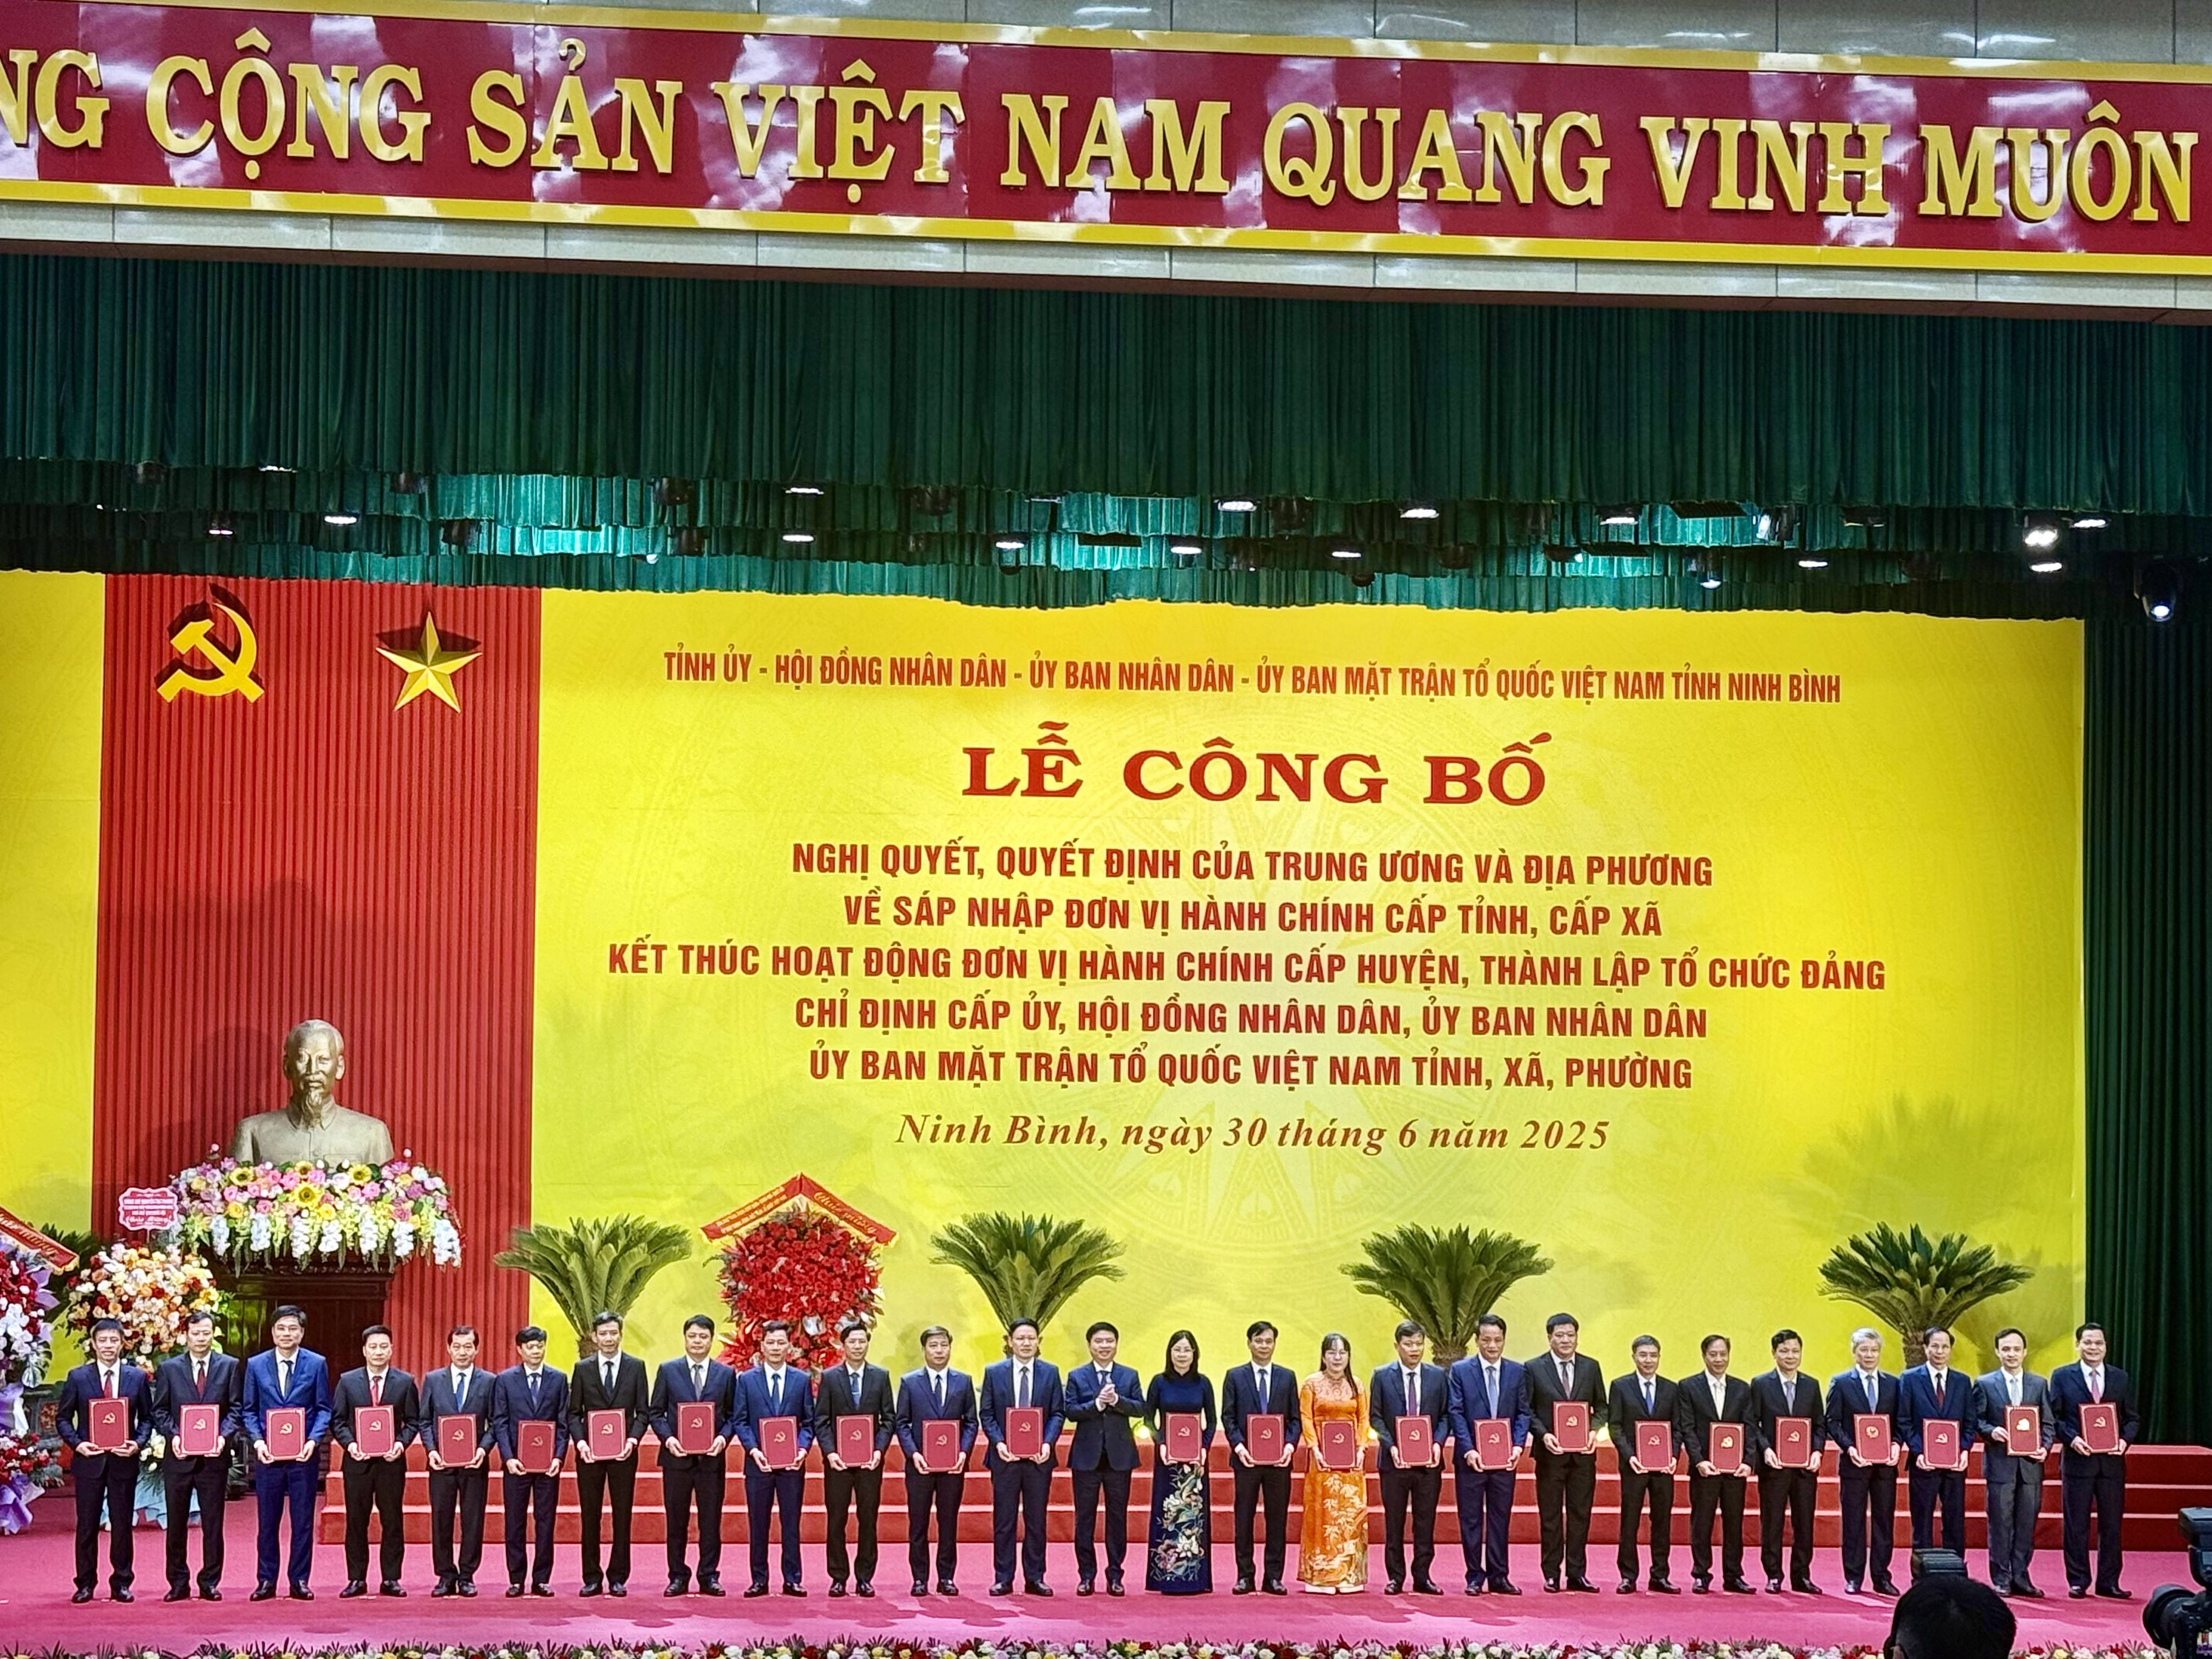 NG CỘNG SẢN VIỆT NAM QUANG VINH MUÔN
TỈNH ỦY - HỘI ĐỒNG NHÂN DÂN - ỦY BAN NHÂN DÂN - ỦY BAN MẶT TRẬN TỔ QUỐC VIỆT NAM TỈNH NINH BÌNH
LỄ CÔNG BỐ
NGHỊ QUYẾT, QUYẾT ĐỊNH CỦA TRUNG ƯƠNG VÀ ĐỊA PHƯƠNG
VỀ SÁP NHẬP ĐƠN VỊ HÀNH CHÍNH CẤP TỈNH, CẤP XÃ
KẾT THÚC HOẠT ĐỘNG ĐƠN VỊ HÀNH CHÍNH CẤP HUYỆN, THÀNH LẬP TỔ CHỨC ĐẢNG
CHỈ ĐỊNH CẤP ỦY, HỘI ĐỒNG NHÂN DÂN, ỦY BAN NHÂN DÂN
ỦY BAN MẶT TRẬN TỔ QUỐC VIỆT NAM TỈNH, XÃ, PHƯỜNG
Ninh Bình, ngày 30 tháng 6 năm 2025